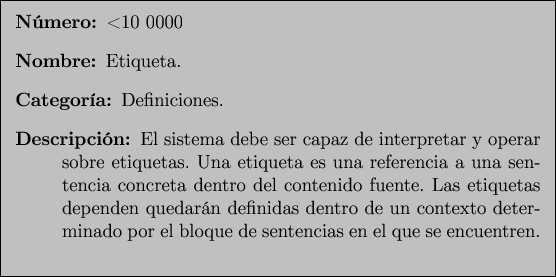 Número: <10 0000
Nombre: Etiqueta.
Categoría: Definiciones.
Descripción: El sistema debe ser capaz de interpretar y operar
sobre etiquetas. Una etiqueta es una referencia a una sen-
tencia concreta dentro del contenido fuente. Las etiquetas
dependen quedarán definidas dentro de un contexto deter-
minado por el bloque de sentencias en el que se encuentren.